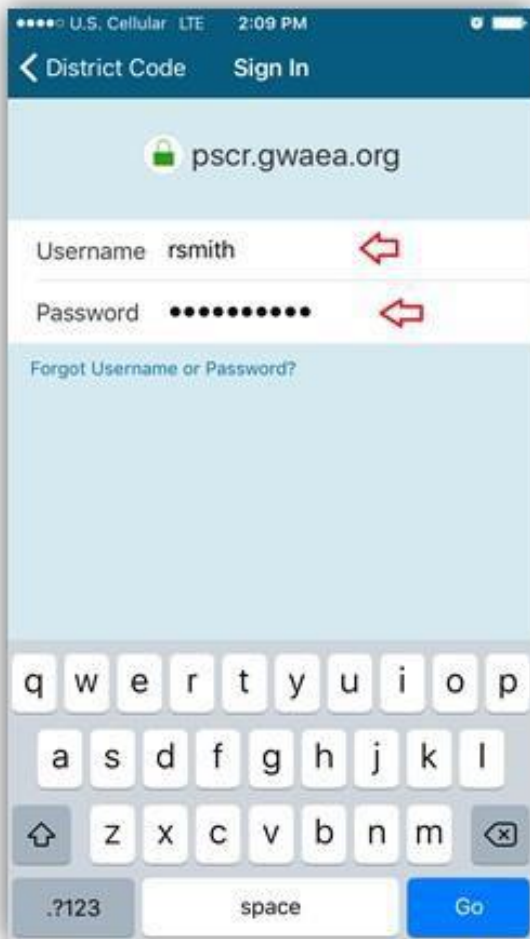 U.S. Cellular LTE 2:09 PM
District Code Sign In
pscr.gwaea.org
Username rsmith
Password ••••••••••
Forgot Username or Password?
q w e r t y u i o p
a s d f g h j k l
z x c v b n m
.?123 space Go